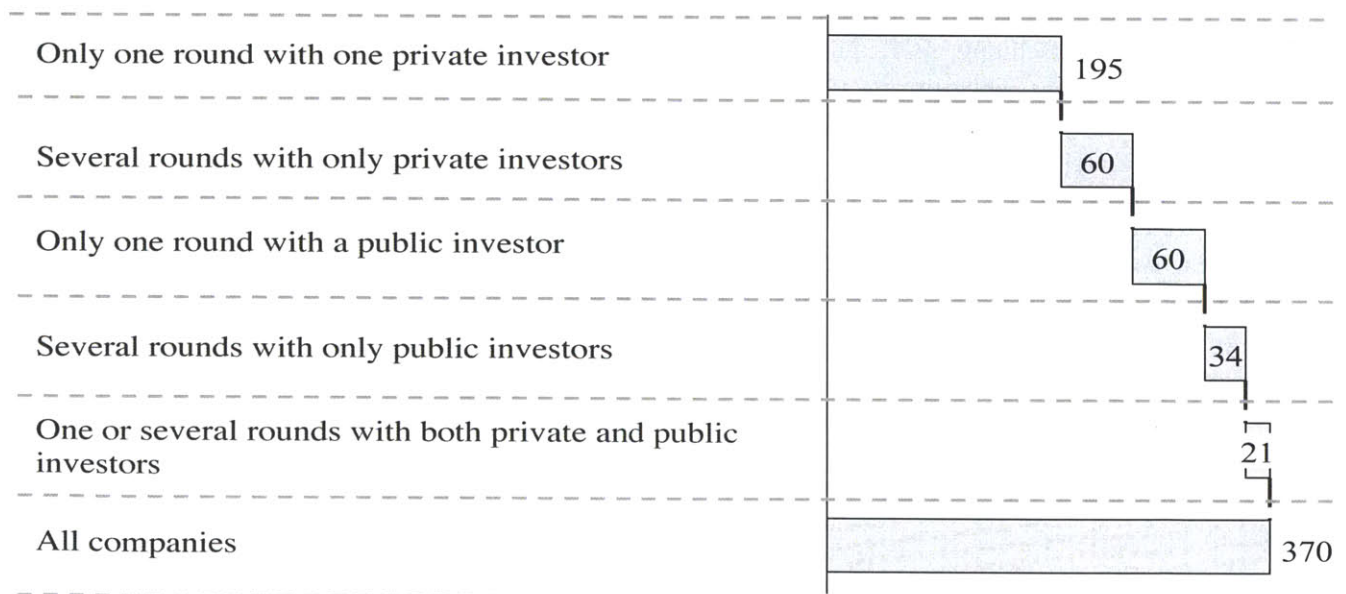 Only one round with one private investor
195
Several rounds with only private investors
60
Only one round with a public investor
60
Several rounds with only public investors
34
One or several rounds with both private and public
investors
21
All companies
370